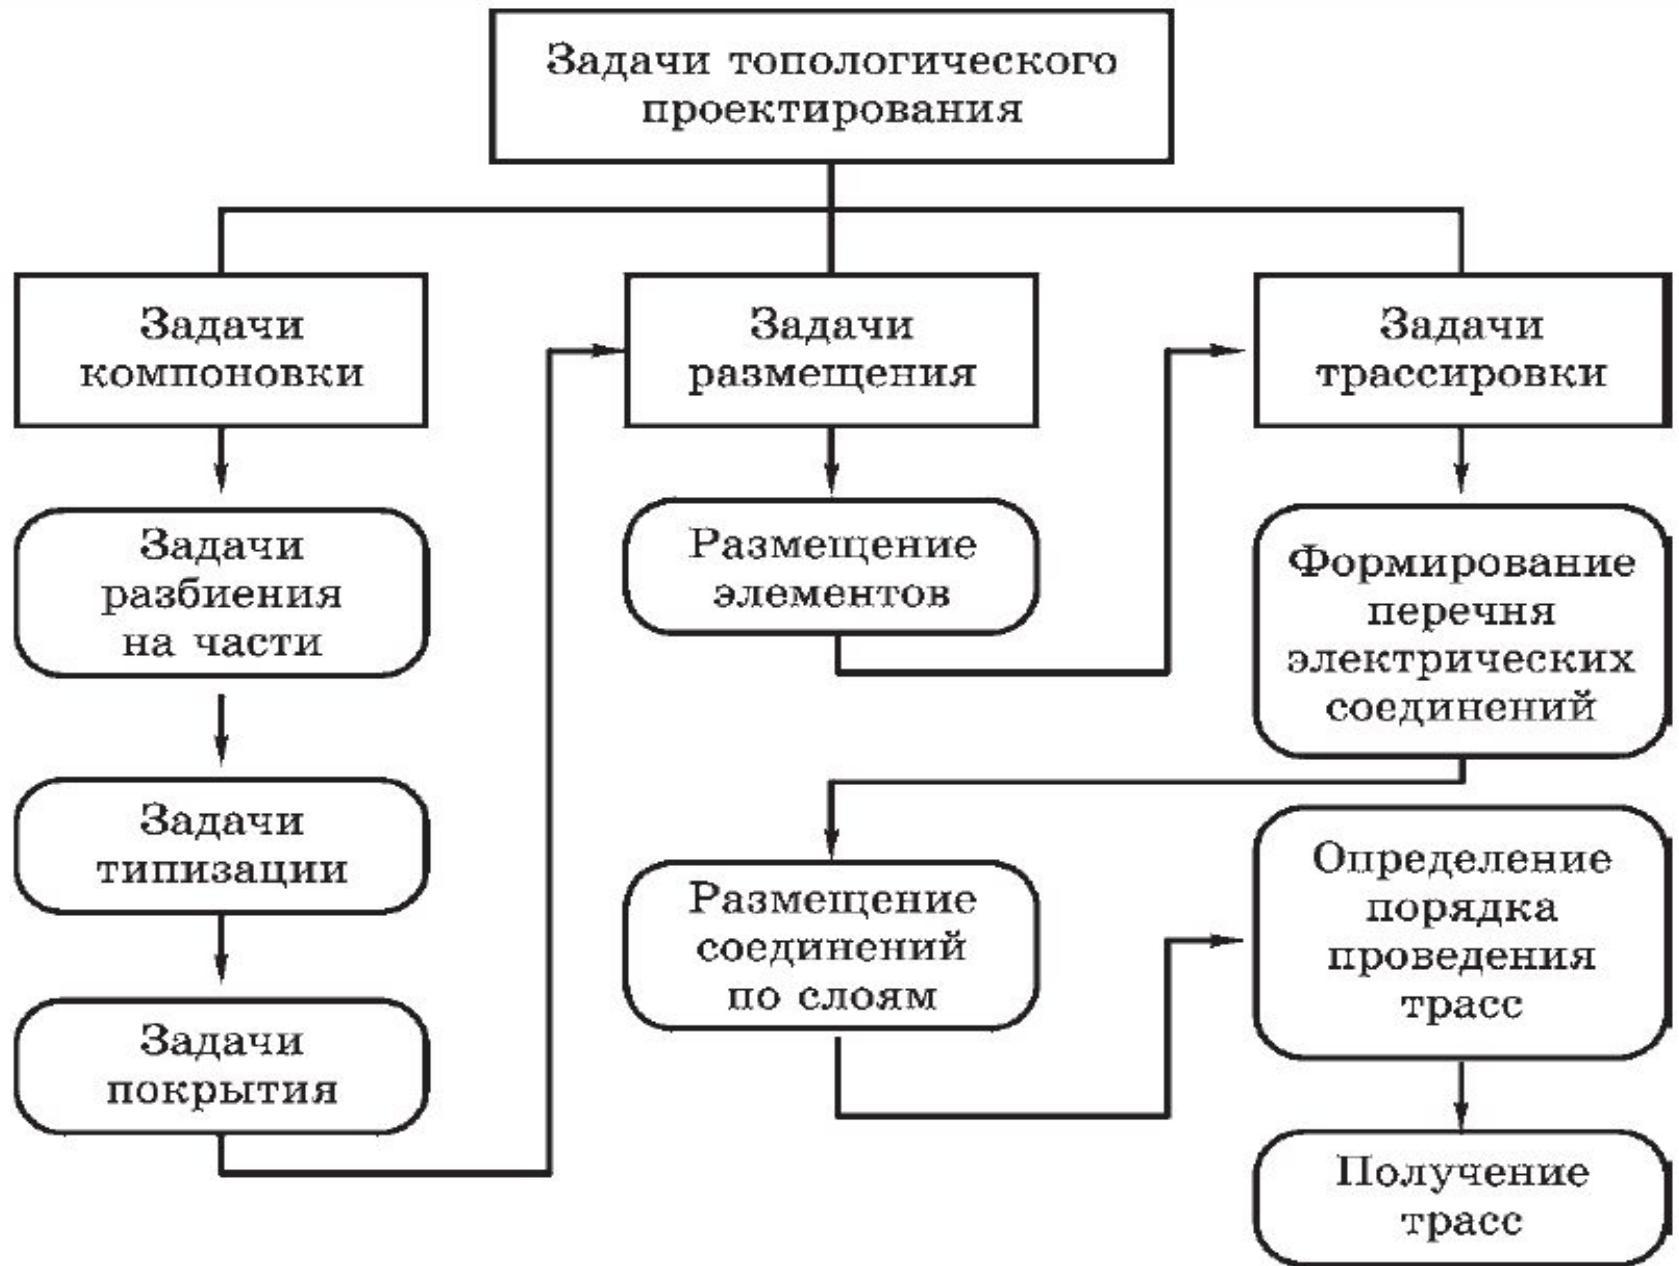 Задачи топологического
проектирования
Задачи
компоновки
Задачи
размещения
Задачи
трассировки
Задачи
разбиения
на части
Размещение
элементов
Формирование
перечня
электрических
соединений
Задачи
типизации
Размещение
соединений
по слоям
Определение
порядка
проведения
трасс
Задачи
покрытия
Получение
трасс